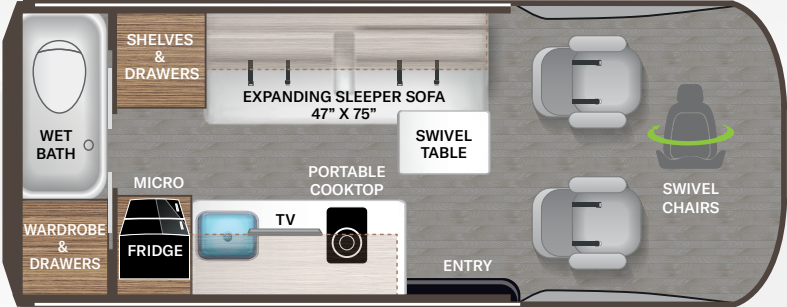 SHELVES
&
DRAWERS
EXPANDING SLEEPER SOFA
47” X 75”
WET
BATH
SWIVEL
TABLE
MICRO
PORTABLE
COOKTOP
SWIVEL
CHAIRS
TV
WARDROBE
&
DRAWERS
FRIDGE
ENTRY